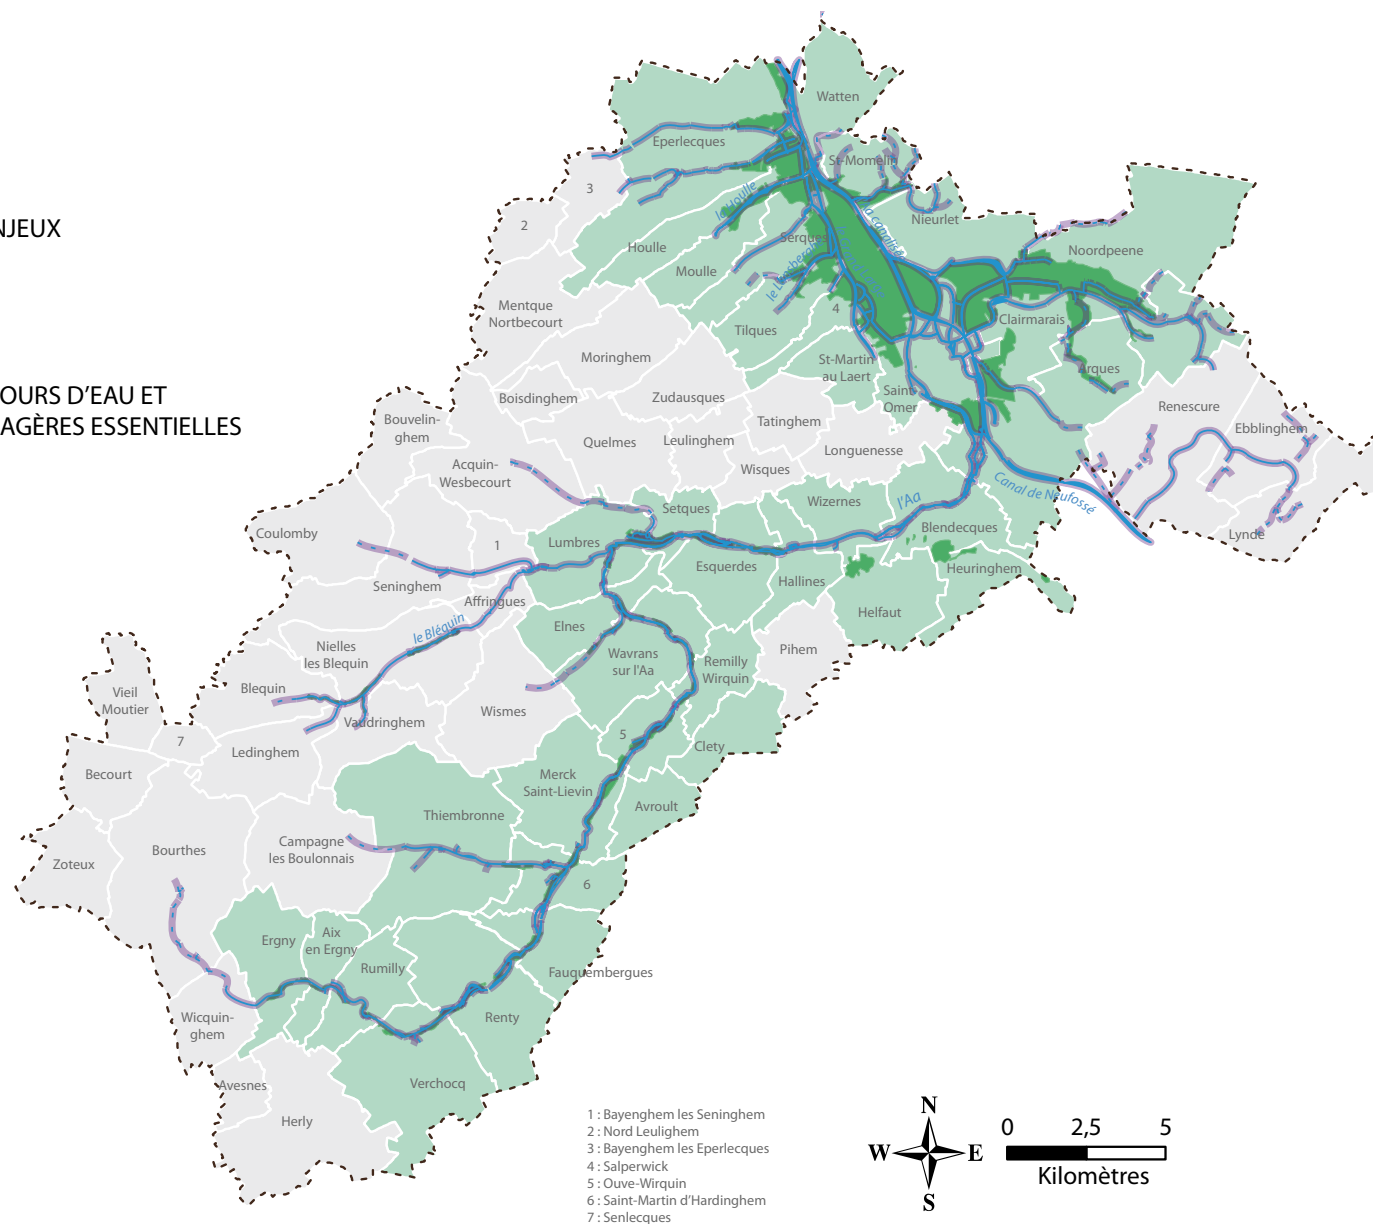 NJEUX
OURS D'EAU ET
AGÈRES ESSENTIELLES
Watten
Eperlecques
St-Momelin
3
la Houlle
la canalisée
Nieurlet
2
Serques
Noordpeene
Houlle
Moulle
Mentque
Nortbecourt
4
Clairmarais
Tilques
Moringhem
St-Martin
au Laert
Arques
Boisdinghem
Zudausques
Saint-
Omer
Renescure
Bouvelin-
ghem
Tatinghem
Ebblinghem
Quelmes
Leulinghem
Longuenesse
Acquin-
Wesbecourt
Wisques
Canal de Neufossé
l'Aa
Wizernes
Setques
Blendecques
Coulomby
Lynde
1
Lumbres
Esquerdes
Heuringhem
Seninghem
Hallines
Affringues
Helfaut
le Bléquin
Elnes
Nielles
les Blequin
Wavrans
sur l'Aa
Pihem
Remilly
Wirquin
Vieil
Moutier
Blequin
Wismes
Vaudringhem
7
5
Ledinghem
Clety
Becourt
Merck
Saint-Lievin
Avroult
Thiembronne
Campagne
les Boulonnais
Bourthes
Zoteux
6
Ergny
Aix
en Ergny
Rumilly
Fauquembergues
Wicquin-
ghem
Renty
Avesnes
Verchocq
Herly
1 : Bayenghem les Seninghem
2 : Nord Leulighem
3 : Bayenghem les Eperlecques
4 : Salperwick
5 : Ouve-Wirquin
6 : Saint-Martin d'Hardinghem
7 : Senlecques
N
W E
S
0 2,5 5
Kilomètres